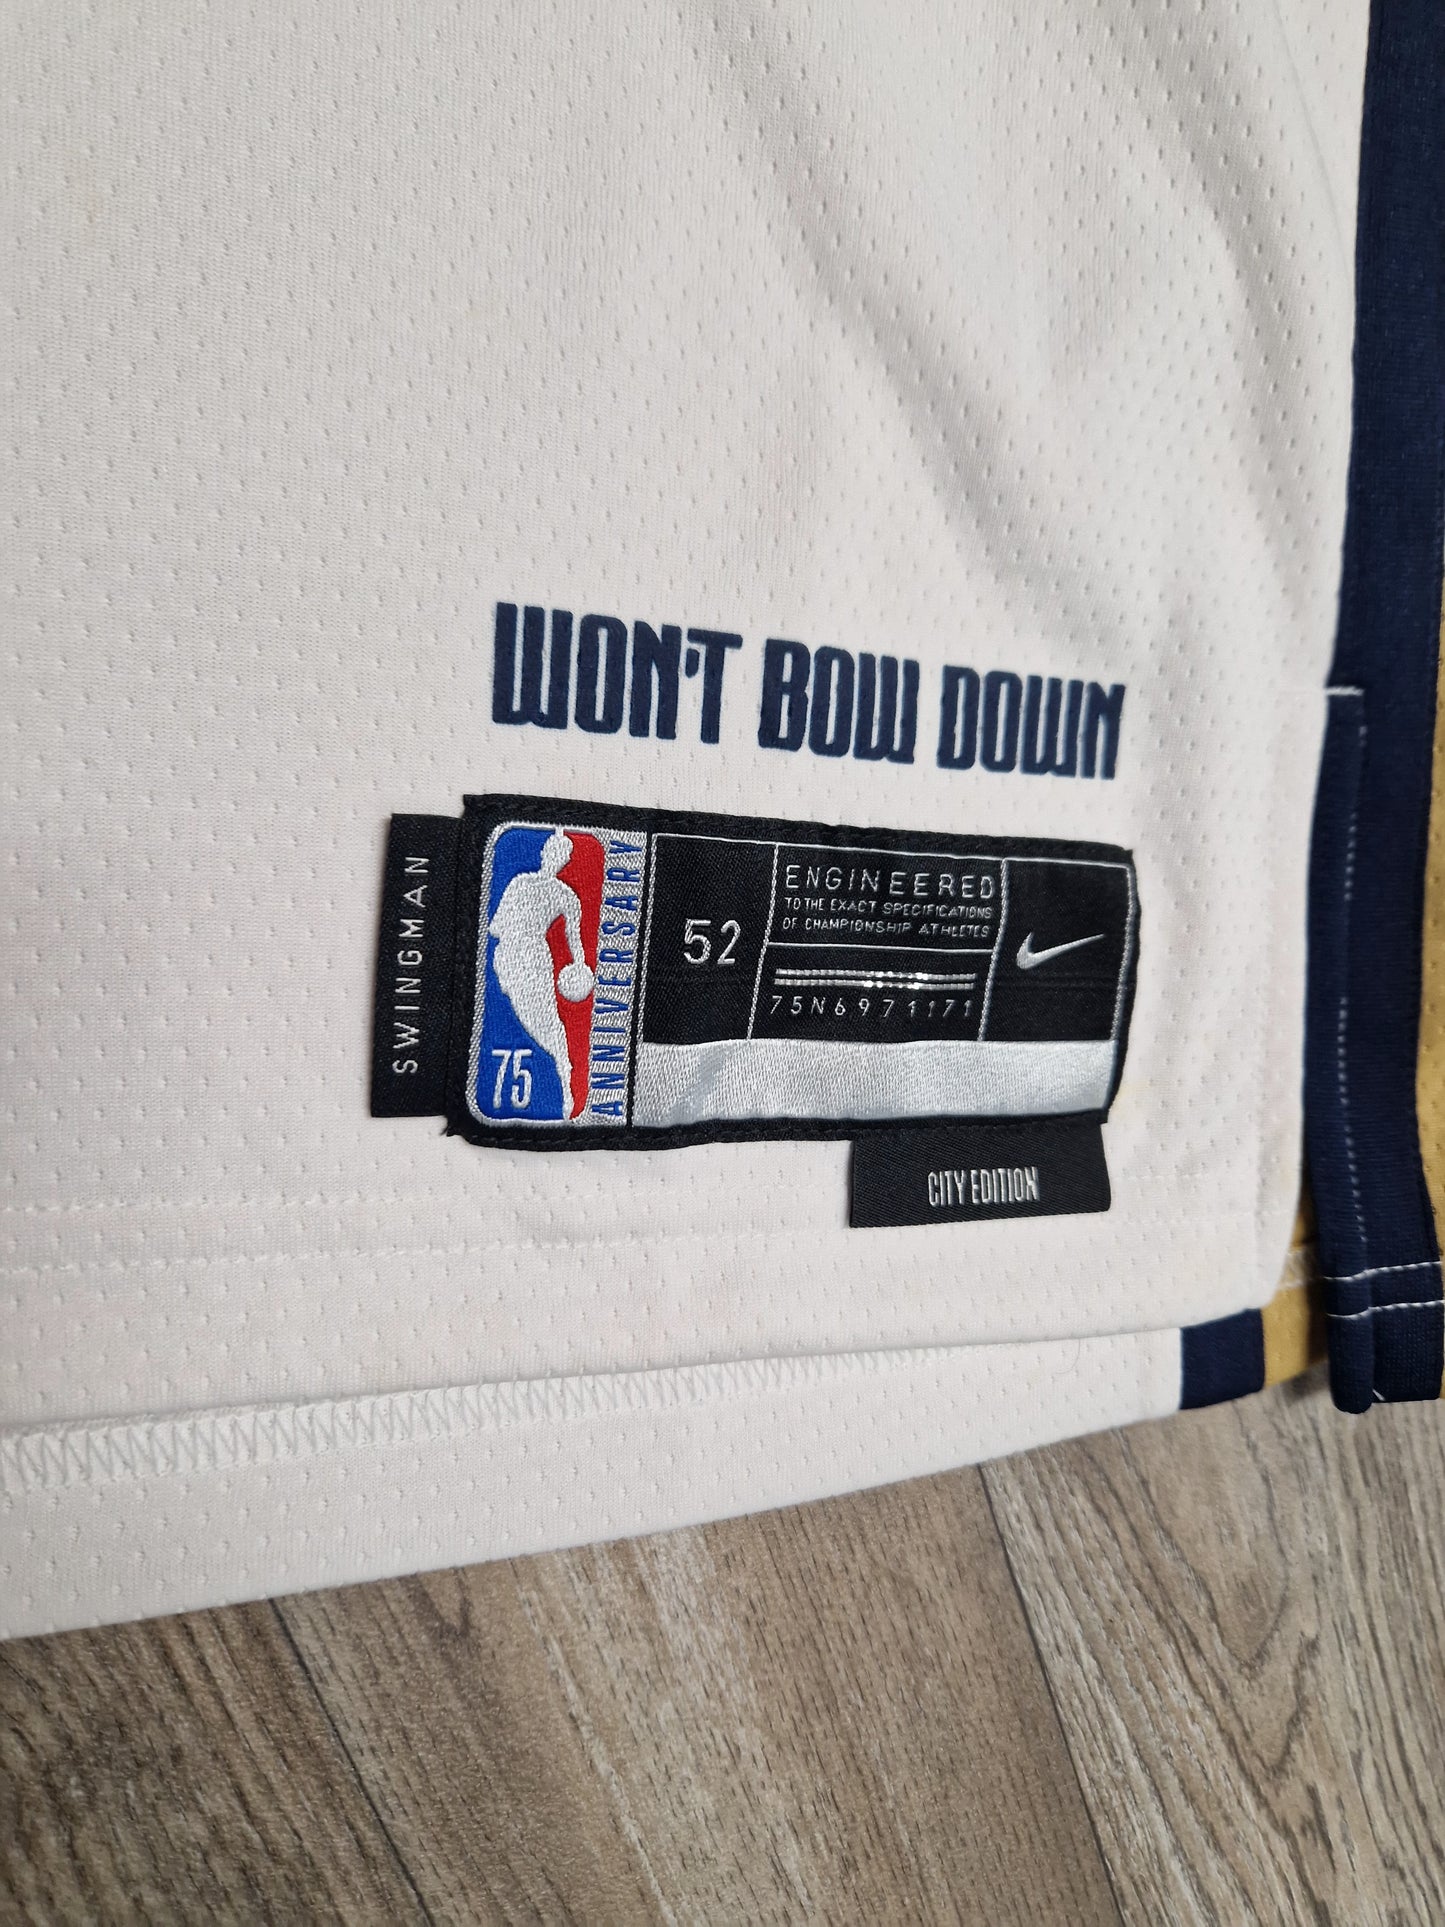 WON'T BOW DOWN
SWINGMAN
75
ANNIVERSARY
52
ENGINEERED
TO THE EXACT SPECIFICATIONS
OF CHAMPIONSHIP ATHLETES
75N6971171
CITY EDITION